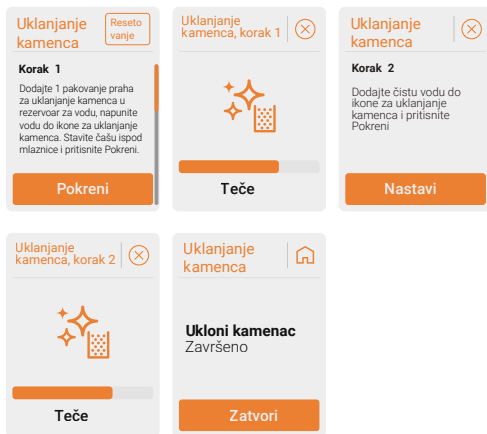 Uklanjanje
kamenca
Reseto
vanje
Korak 1
Dodajte 1 pakovanje praha
za uklanjanje kamenca u
rezervoar za vodu, napunite
vodu do ikone za uklanjanje
kamenca. Stavite čašu ispod
mlaznice i pritisnite Pokreni.
Pokreni
Uklanjanje
kamenca, korak 1
Teče
Uklanjanje
kamenca
Korak 2
Dodajte čistu vodu do
ikone za uklanjanje
kamenca i pritisnite
Pokreni
Nastavi
Uklanjanje
kamenca, korak 2
Teče
Uklanjanje
kamenca
Ukloni kamenac
Završeno
Zatvori